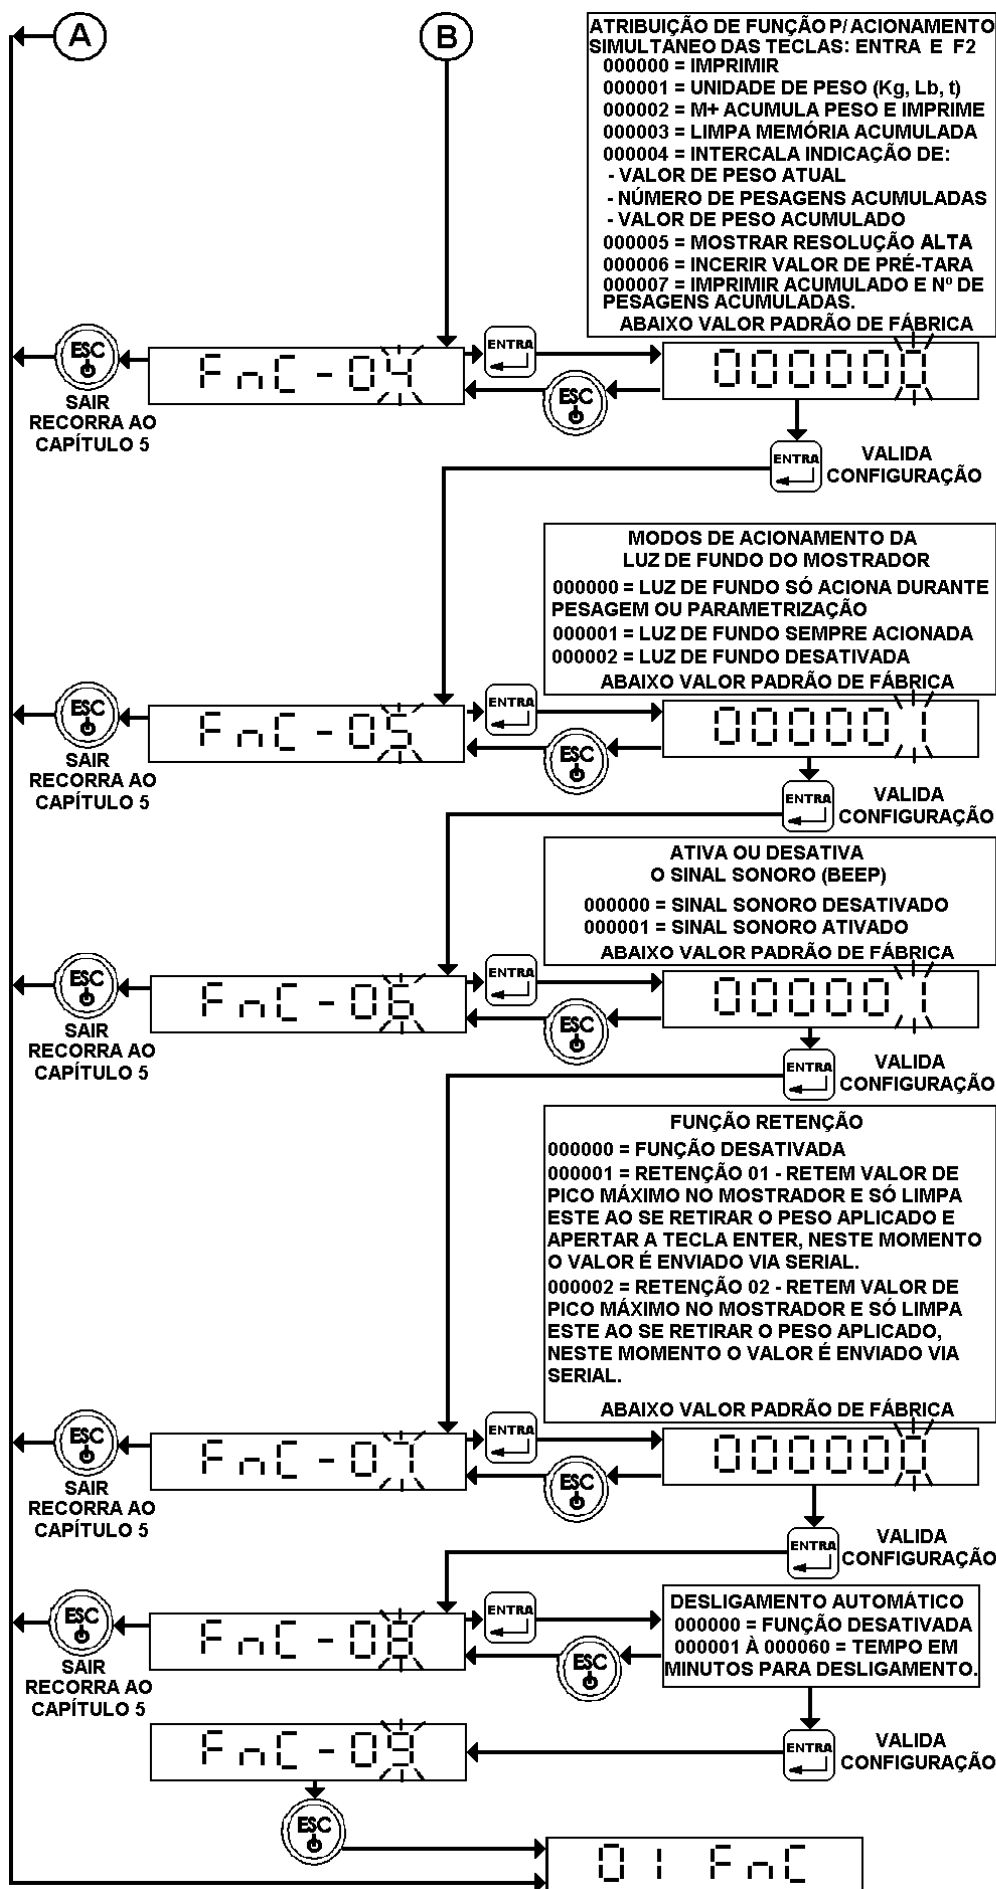 A
B
ATRIBUIÇÃO DE FUNÇÃO P/ ACIONAMENTO
SIMULTANEO DAS TECLAS: ENTRA E F2
000000 = IMPRIMIR
000001 = UNIDADE DE PESO (Kg, Lb, t)
000002 = M+ ACUMULA PESO E IMPRIME
000003 = LIMPA MEMÓRIA ACUMULADA
000004 = INTERCALA INDICAÇÃO DE:
- VALOR DE PESO ATUAL
- NÚMERO DE PESAGENS ACUMULADAS
- VALOR DE PESO ACUMULADO
000005 = MOSTRAR RESOLUÇÃO ALTA
000006 = INCERIR VALOR DE PRÉ-TARA
000007 = IMPRIMIR ACUMULADO E Nº DE
PESAGENS ACUMULADAS.
ABAIXO VALOR PADRÃO DE FÁBRICA
ESC
FnC-04
ENTRA
000000
ESC
SAIR
RECORRA AO
CAPÍTULO 5
ENTRA
VALIDA
CONFIGURAÇÃO
MODOS DE ACIONAMENTO DA
LUZ DE FUNDO DO MOSTRADOR
000000 = LUZ DE FUNDO SÓ ACIONA DURANTE
PESAGEM OU PARAMETRIZAÇÃO
000001 = LUZ DE FUNDO SEMPRE ACIONADA
000002 = LUZ DE FUNDO DESATIVADA
ABAIXO VALOR PADRÃO DE FÁBRICA
ESC
FnC-05
ENTRA
000001
ESC
SAIR
RECORRA AO
CAPÍTULO 5
ENTRA
VALIDA
CONFIGURAÇÃO
ATIVA OU DESATIVA
O SINAL SONORO (BEEP)
000000 = SINAL SONORO DESATIVADO
000001 = SINAL SONORO ATIVADO
ABAIXO VALOR PADRÃO DE FÁBRICA
ESC
FnC-06
ENTRA
000001
ESC
SAIR
RECORRA AO
CAPÍTULO 5
ENTRA
VALIDA
CONFIGURAÇÃO
FUNÇÃO RETENÇÃO
000000 = FUNÇÃO DESATIVADA
000001 = RETENÇÃO 01 - RETEM VALOR DE
PICO MÁXIMO NO MOSTRADOR E SÓ LIMPA
ESTE AO SE RETIRAR O PESO APLICADO E
APERTAR A TECLA ENTER, NESTE MOMENTO
O VALOR É ENVIADO VIA SERIAL.
000002 = RETENÇÃO 02 - RETEM VALOR DE
PICO MÁXIMO NO MOSTRADOR E SÓ LIMPA
ESTE AO SE RETIRAR O PESO APLICADO,
NESTE MOMENTO O VALOR É ENVIADO VIA
SERIAL.
ABAIXO VALOR PADRÃO DE FÁBRICA
ESC
FnC-07
ENTRA
000000
ESC
SAIR
RECORRA AO
CAPÍTULO 5
ENTRA
VALIDA
CONFIGURAÇÃO
DESLIGAMENTO AUTOMÁTICO
000000 = FUNÇÃO DESATIVADA
000001 À 000060 = TEMPO EM
MINUTOS PARA DESLIGAMENTO.
ESC
FnC-08
ENTRA
ESC
SAIR
RECORRA AO
CAPÍTULO 5
FnC-09
ENTRA
VALIDA
CONFIGURAÇÃO
ESC
01 FnC